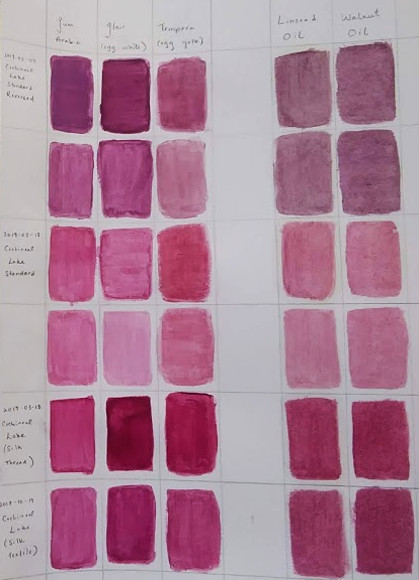 Gum Arabic
glair (egg white)
Tempera (egg yolk)
Linseed Oil
Walnut Oil
Cochineal
Lake
Standard
Reversed
2019-03-18
Cochineal
Lake
Standard
2019-03-18
Cochineal
Lake
(Silk
Thread)
Cochineal
Lake
(Silk
textile)